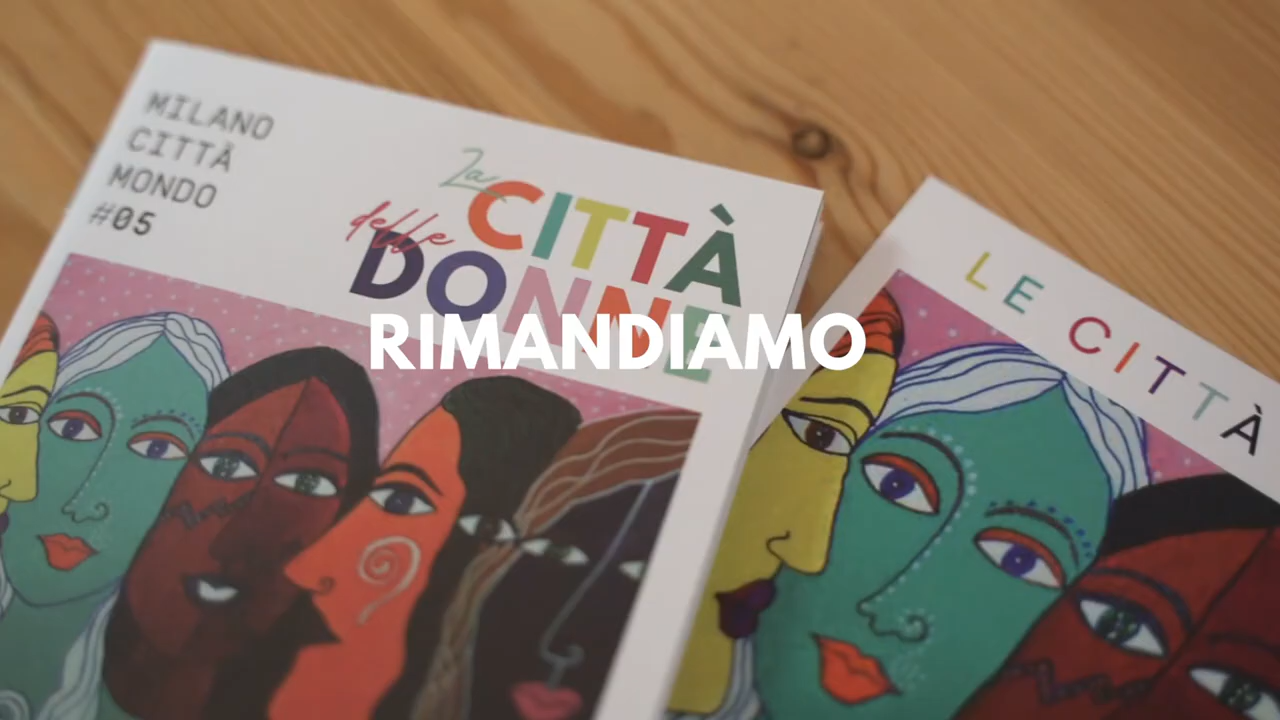 MILANO
CITTÀ
MONDO
#05
La CITTÀ
delle
DONNE
RIMANDIAMO
LE CITTÀ